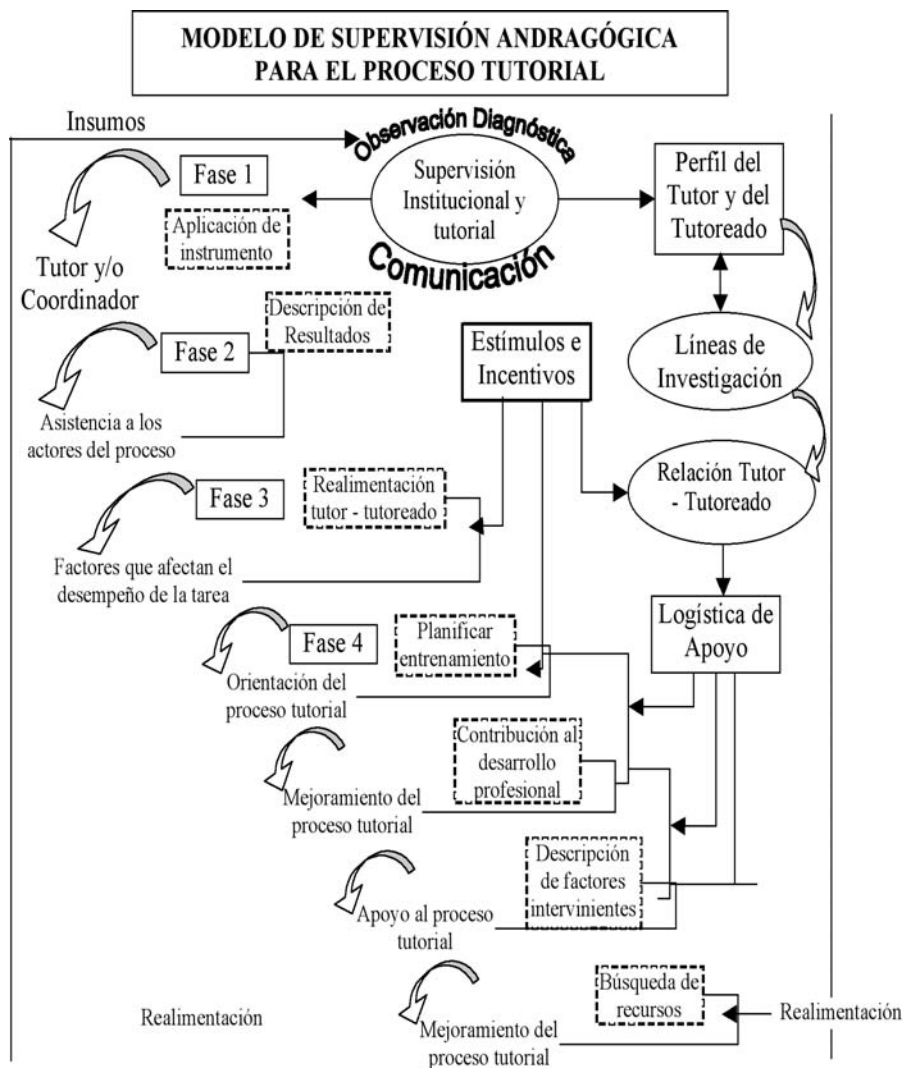 MODELO DE SUPERVISIÓN ANDRAGÓGICA
PARA EL PROCESO TUTORIAL
Insumos
Observación Diagnóstica
Supervisión
Institucional y
tutorial
Comunicación
Perfil del
Tutor y del
Tutoreado
Fase 1
Aplicación de
instrumento
Tutor y/o
Coordinador
Descripción de
Resultados
Fase 2
Estímulos e
Incentivos
Líneas de
Investigación
Asistencia a los
actores del proceso
Fase 3
Realimentación
tutor - tutoreado
Relación Tutor
- Tutoreado
Factores que afectan el
desempeño de la tarea
Fase 4
Planificar
entrenamiento
Logística de
Apoyo
Orientación del
proceso tutorial
Contribución al
desarrollo
profesional
Mejoramiento del
proceso tutorial
Descripción
de factores
intervinientes
Apoyo al proceso
tutorial
Búsqueda de
recursos
Realimentación
Realimentación
Mejoramiento del
proceso tutorial